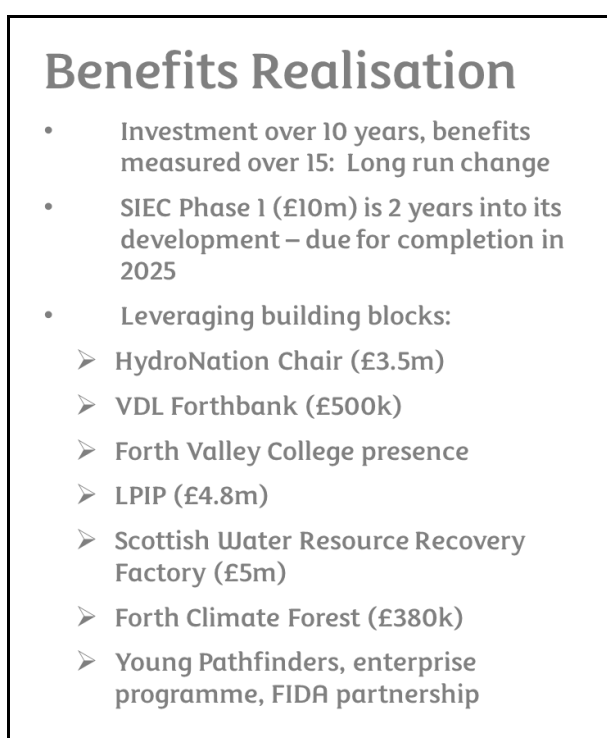 Benefits Realisation
• Investment over 10 years, benefits
measured over 15: Long run change
• SIEC Phase 1 (£10m) is 2 years into its
development – due for completion in
2025
• Leveraging building blocks:
➢ HydroNation Chair (£3.5m)
➢ VDL Forthbank (£500k)
➢ Forth Valley College presence
➢ LPIP (£4.8m)
➢ Scottish Water Resource Recovery
Factory (£5m)
➢ Forth Climate Forest (£380k)
➢ Young Pathfinders, enterprise
programme, FIDA partnership